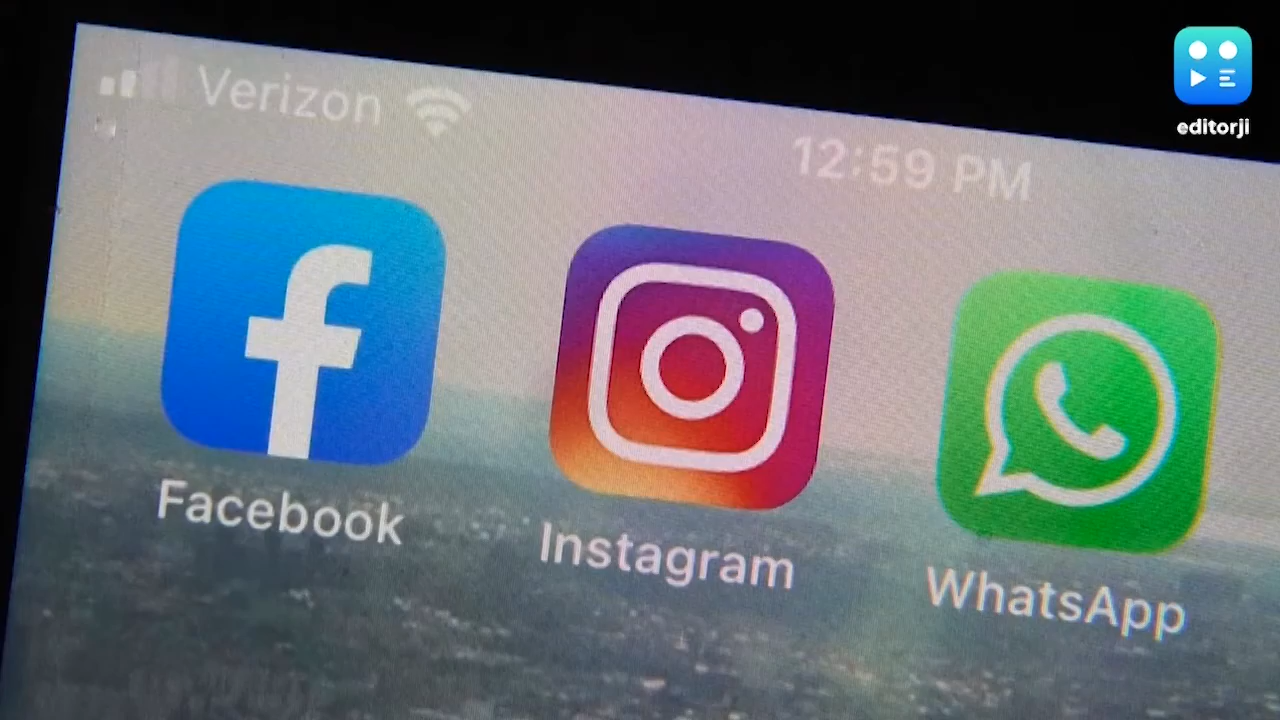 Verizon
12:59 PM
editorji
Facebook
Instagram
WhatsApp